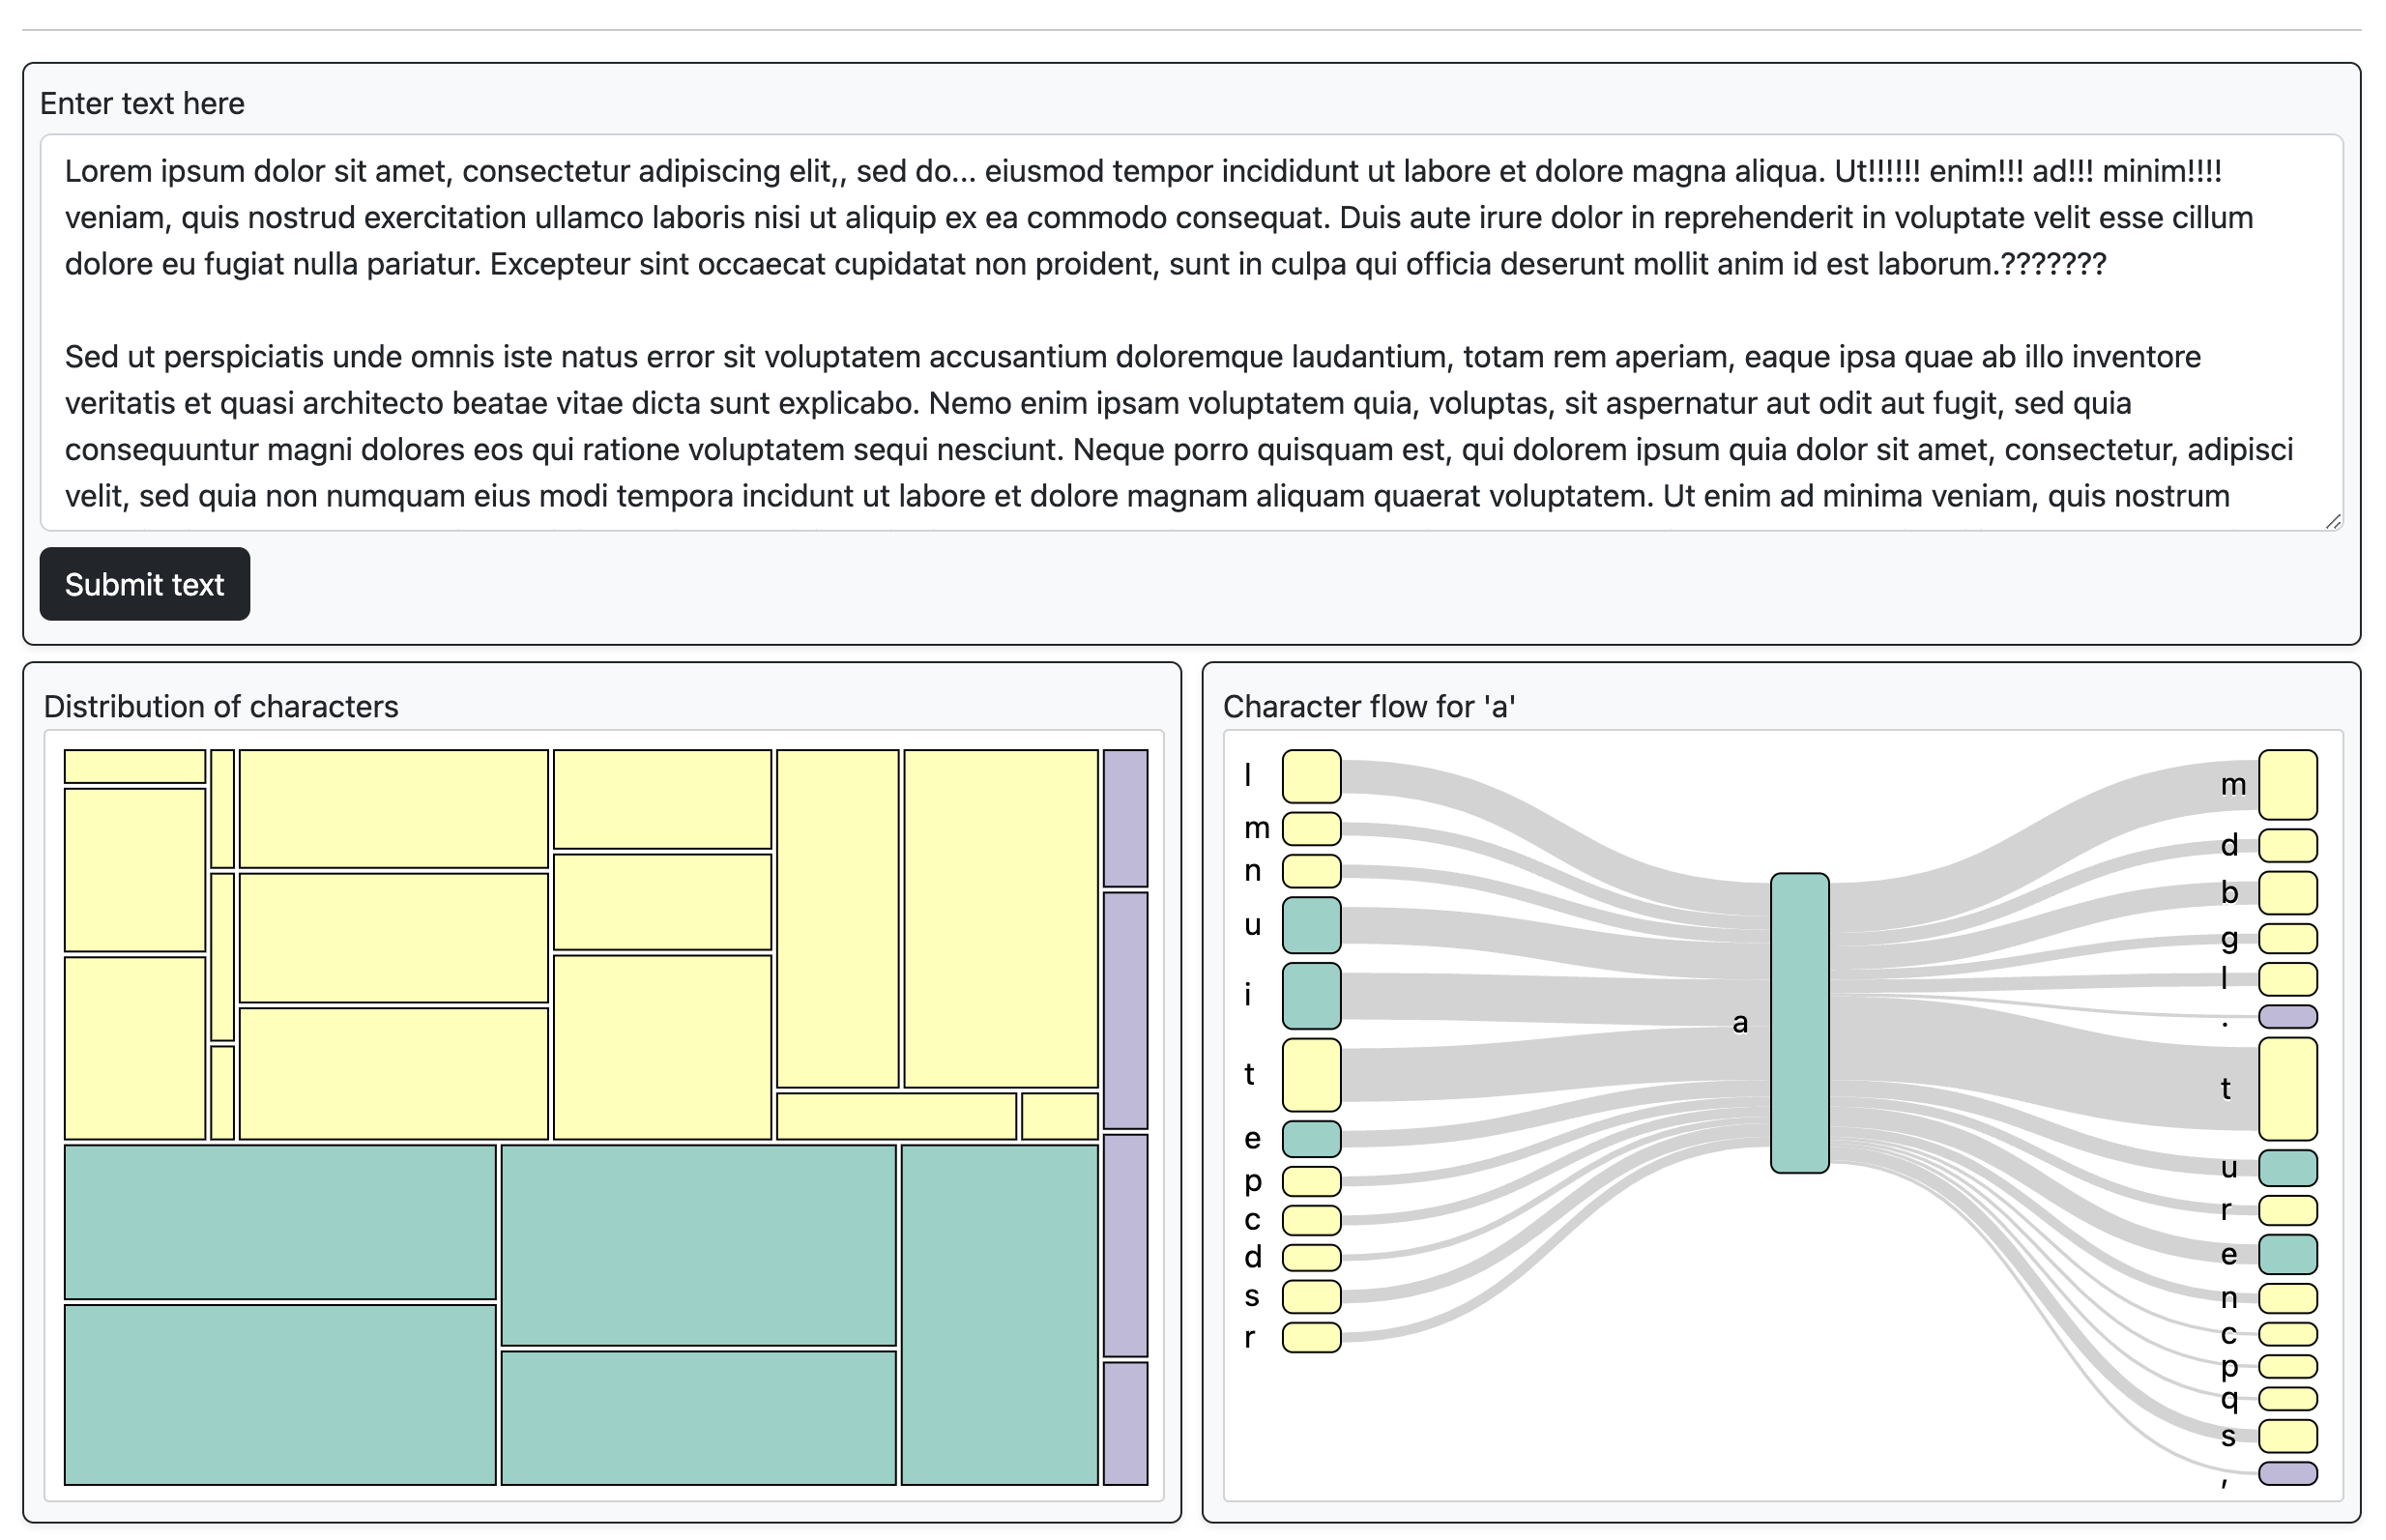 Enter text here
Lorem ipsum dolor sit amet, consectetur adipiscing elit,, sed do... eiusmod tempor incididunt ut labore et dolore magna aliqua. Ut!!!!!! enim!!! ad!!! minim!!!!
veniam, quis nostrud exercitation ullamco laboris nisi ut aliquip ex ea commodo consequat. Duis aute irure dolor in reprehenderit in voluptate velit esse cillum
dolore eu fugiat nulla pariatur. Excepteur sint occaecat cupidatat non proident, sunt in culpa qui officia deserunt mollit anim id est laborum.???????
Sed ut perspiciatis unde omnis iste natus error sit voluptatem accusantium doloremque laudantium, totam rem aperiam, eaque ipsa quae ab illo inventore
veritatis et quasi architecto beatae vitae dicta sunt explicabo. Nemo enim ipsam voluptatem quia, voluptas, sit aspernatur aut odit aut fugit, sed quia
consequuntur magni dolores eos qui ratione voluptatem sequi nesciunt. Neque porro quisquam est, qui dolorem ipsum quia dolor sit amet, consectetur, adipisci
velit, sed quia non numquam eius modi tempora incidunt ut labore et dolore magnam aliquam quaerat voluptatem. Ut enim ad minima veniam, quis nostrum
Submit text
Distribution of characters
Character flow for 'a'
l
m
n
u
i
t
e
p
c
d
s
r
a
m
d
b
g
l
.
t
u
r
e
n
c
p
q
s
,